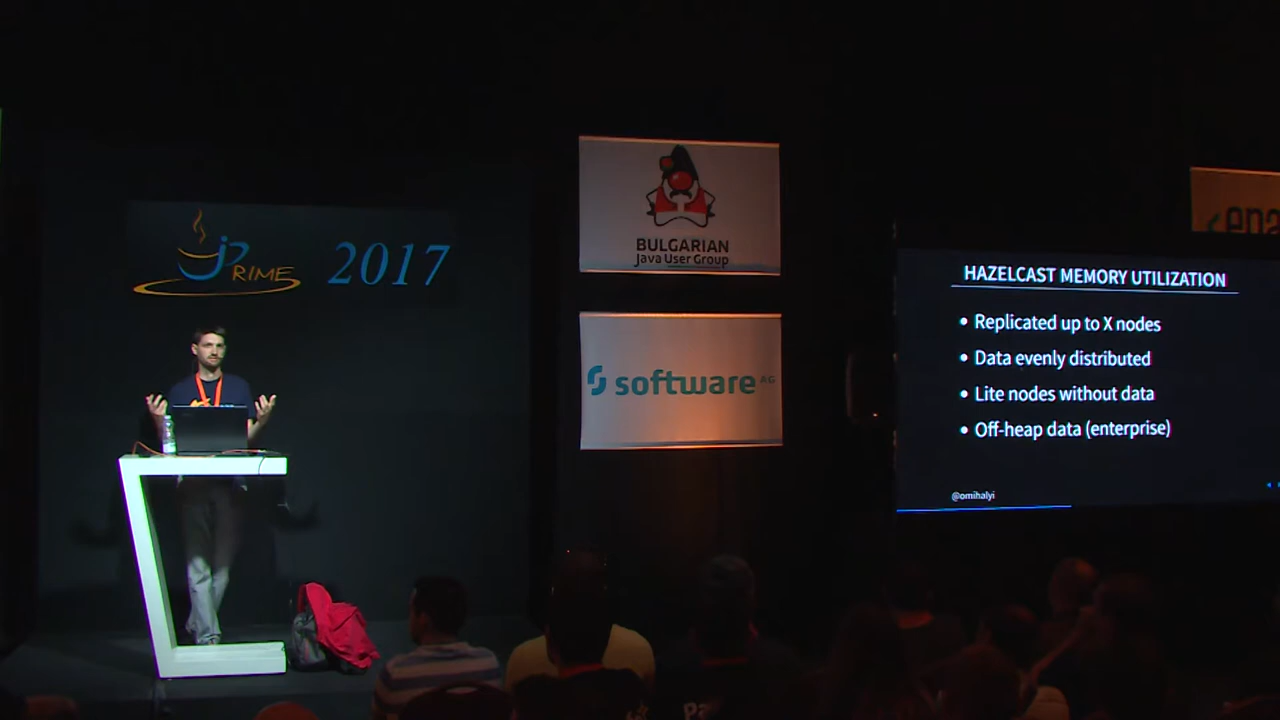 jPRIME 2017
BULGARIAN
Java User Group
software AG
HAZELCAST MEMORY UTILIZATION
• Replicated up to X nodes
• Data evenly distributed
• Lite nodes without data
• Off-heap data (enterprise)
@omihalyi